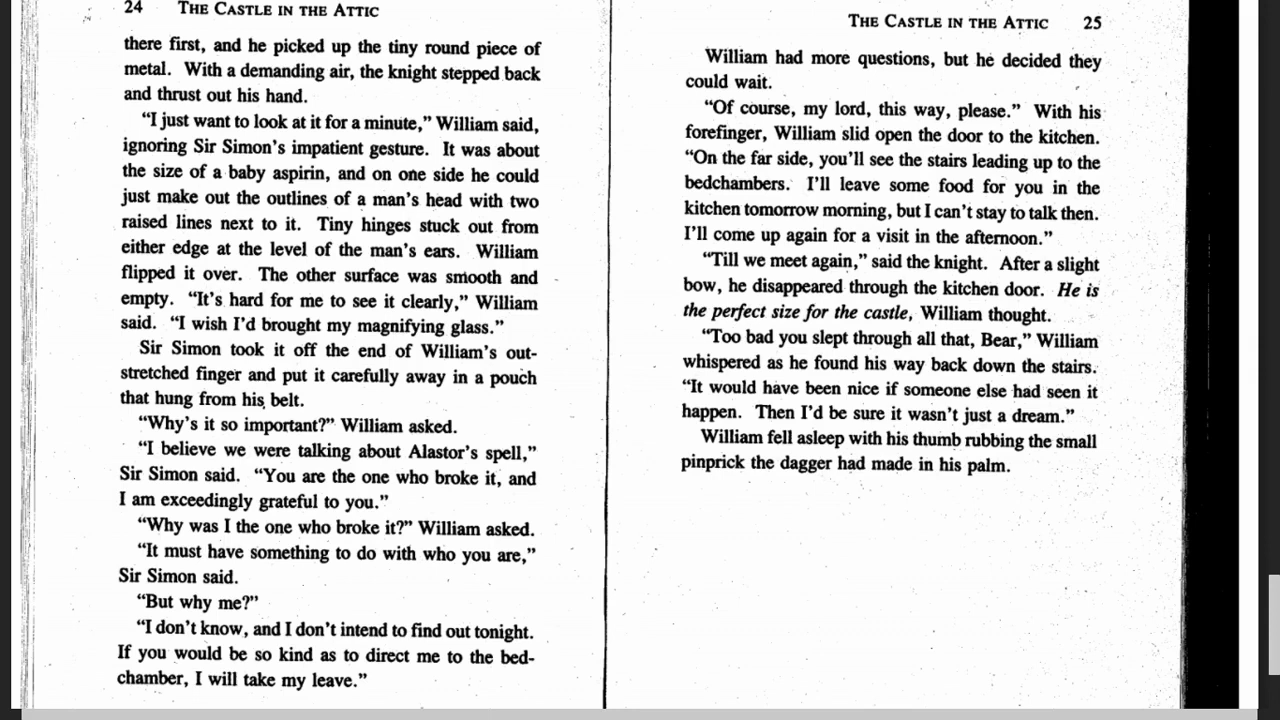 24 THE CASTLE IN THE ATTIC
there first, and he picked up the tiny round piece of
metal. With a demanding air, the knight stepped back
and thrust out his hand.
“I just want to look at it for a minute,” William said,
ignoring Sir Simon’s impatient gesture. It was about
the size of a baby aspirin, and on one side he could
just make out the outlines of a man’s head with two
raised lines next to it. Tiny hinges stuck out from
either edge at the level of the man’s ears. William
flipped it over. The other surface was smooth and
empty. “It’s hard for me to see it clearly,” William
said. “I wish I’d brought my magnifying glass.”
Sir Simon took it off the end of William’s out-
stretched finger and put it carefully away in a pouch
that hung from his belt.
“Why’s it so important?” William asked.
“I believe we were talking about Alastor’s spell,”
Sir Simon said. “You are the one who broke it, and
I am exceedingly grateful to you.”
“Why was I the one who broke it?” William asked.
“It must have something to do with who you are,”
Sir Simon said.
“But why me?”
“I don’t know, and I don’t intend to find out tonight.
If you would be so kind as to direct me to the bed-
chamber, I will take my leave.”
THE CASTLE IN THE ATTIC 25
William had more questions, but he decided they
could wait.
“Of course, my lord, this way, please.” With his
forefinger, William slid open the door to the kitchen.
“On the far side, you’ll see the stairs leading up to the
bedchambers. I’ll leave some food for you in the
kitchen tomorrow morning, but I can’t stay to talk then.
I’ll come up again for a visit in the afternoon.”
“Till we meet again,” said the knight. After a slight
bow, he disappeared through the kitchen door. He is
the perfect size for the castle, William thought.
“Too bad you slept through all that, Bear,” William
whispered as he found his way back down the stairs.
“It would have been nice if someone else had seen it
happen. Then I’d be sure it wasn’t just a dream.”
William fell asleep with his thumb rubbing the small
pinprick the dagger had made in his palm.